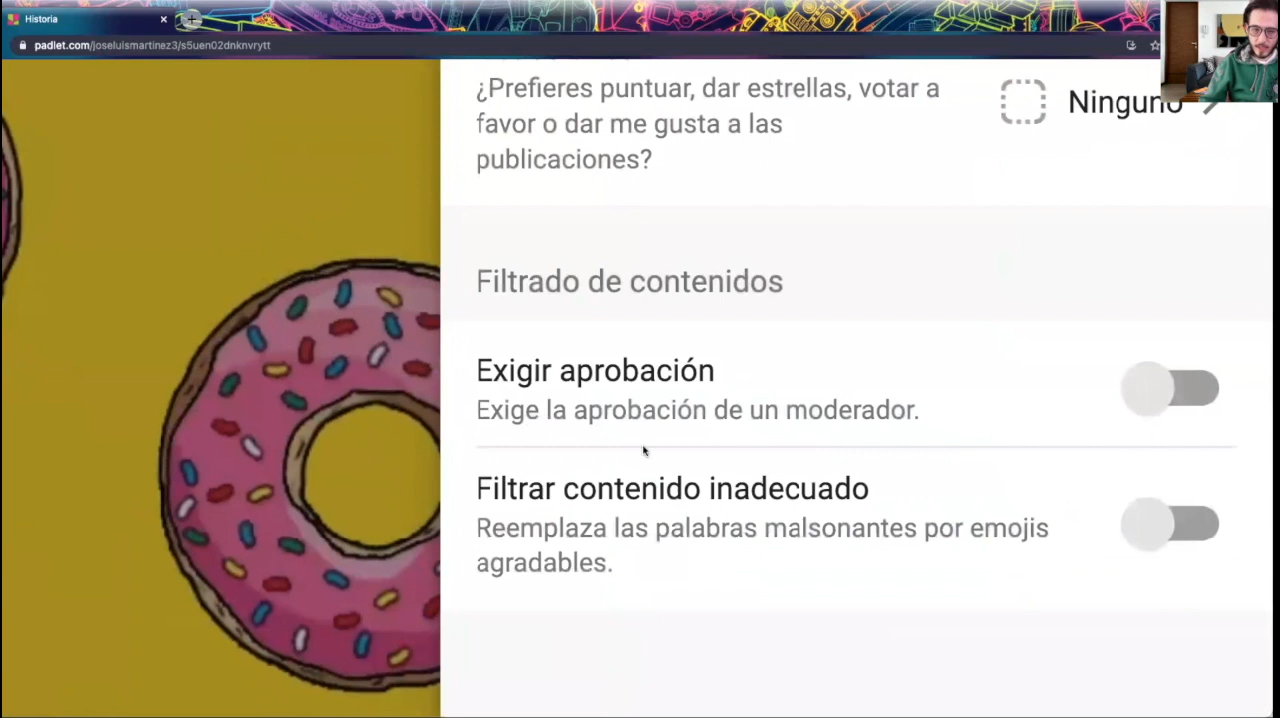 Historia
padlet.com/joseluismartinez3/s5uen02dnknvrytt
¿Prefieres puntuar, dar estrellas, votar a
favor o dar me gusta a las
publicaciones?
Ninguno
Filtrado de contenidos
Exigir aprobación
Exige la aprobación de un moderador.
Filtrar contenido inadecuado
Reemplaza las palabras malsonantes por emojis
agradables.